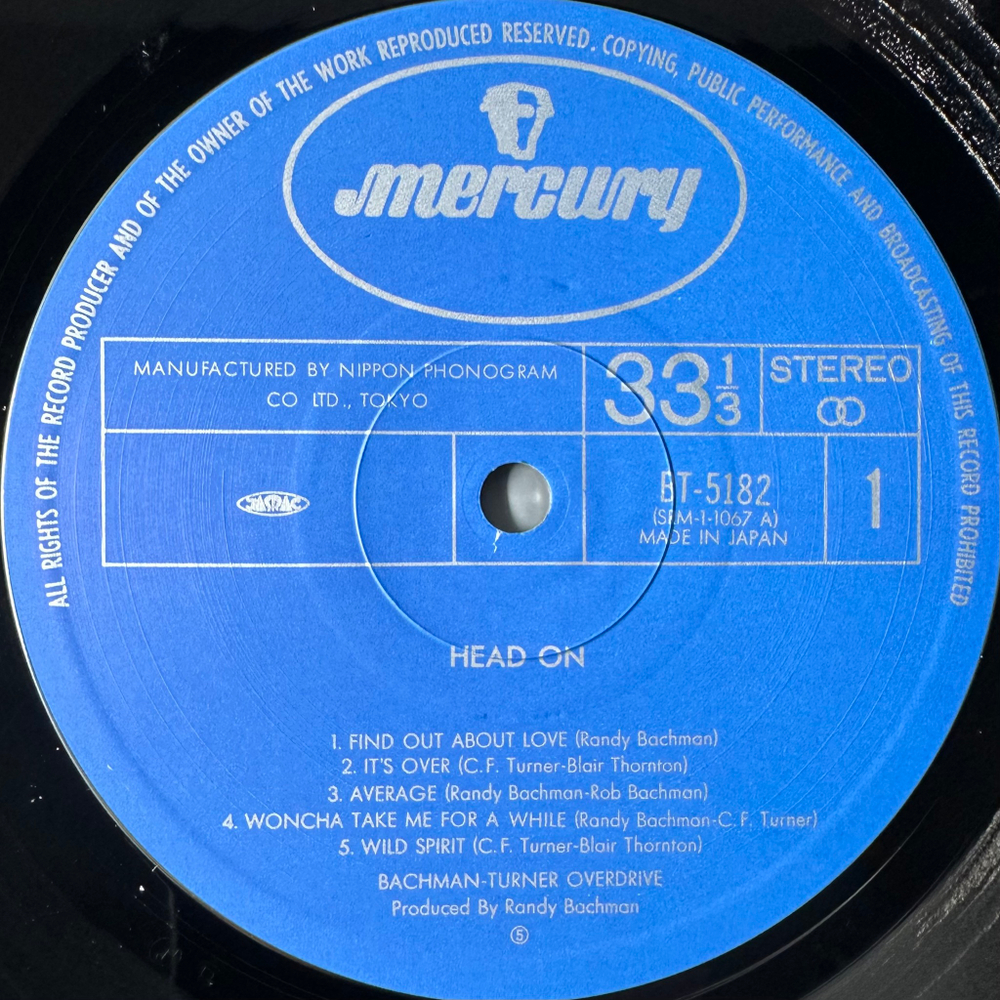 ALL RIGHTS OF THE RECORD PRODUCER AND OF THE OWNER OF THE WORK REPRODUCED RESERVED. COPYING, PUBLIC PERFORMANCE AND BROADCASTING OF THIS RECORD PROHIBITED
mercury
MANUFACTURED BY NIPPON PHONOGRAM
CO LTD., TOKYO
33 1/3
STEREO
JASRAC
BT-5182
(SRM-1-1067 A)
MADE IN JAPAN
1
HEAD ON
1. FIND OUT ABOUT LOVE (Randy Bachman)
2. IT'S OVER (C.F. Turner-Blair Thornton)
3. AVERAGE (Randy Bachman-Rob Bachman)
4. WONCHA TAKE ME FOR A WHILE (Randy Bachman-C.F. Turner)
5. WILD SPIRIT (C.F. Turner-Blair Thornton)
BACHMAN-TURNER OVERDRIVE
Produced By Randy Bachman
⑤